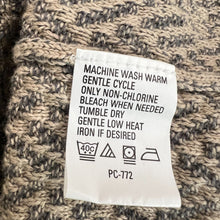 MACHINE WASH WARM
GENTLE CYCLE
ONLY NON-CHLORINE
BLEACH WHEN NEEDED
TUMBLE DRY
GENTLE LOW HEAT
IRON IF DESIRED
40C
PC-772